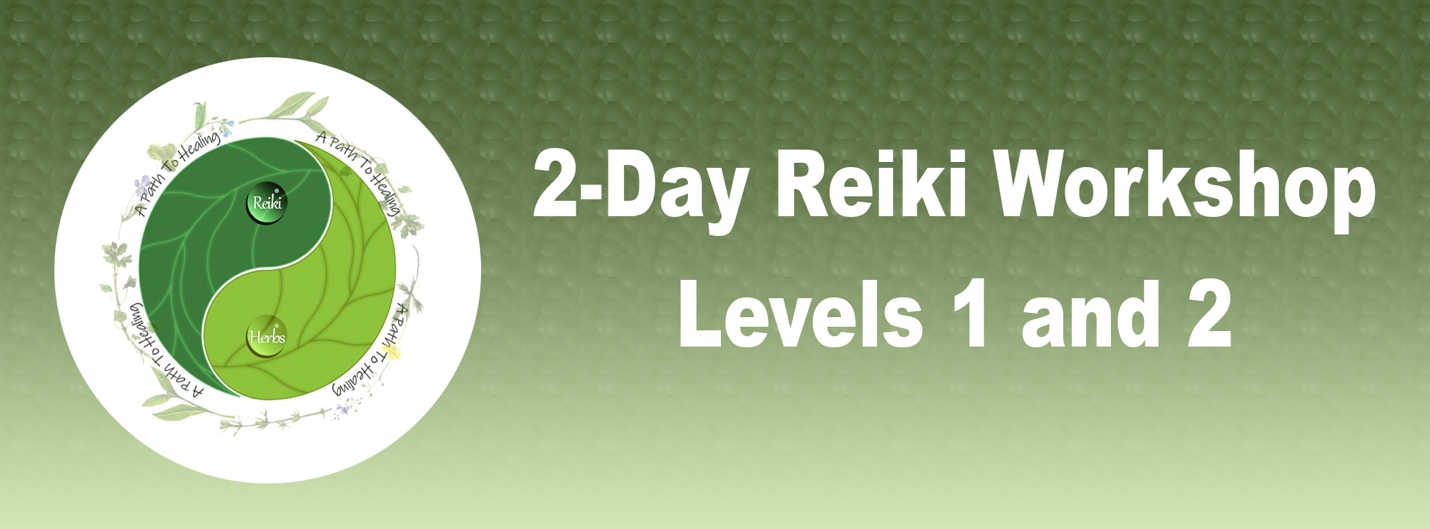 A Path To Healing
A Path To Healing
Reiki
Herbs
A Path To Healing
A Path To Healing
2-Day Reiki Workshop
Levels 1 and 2